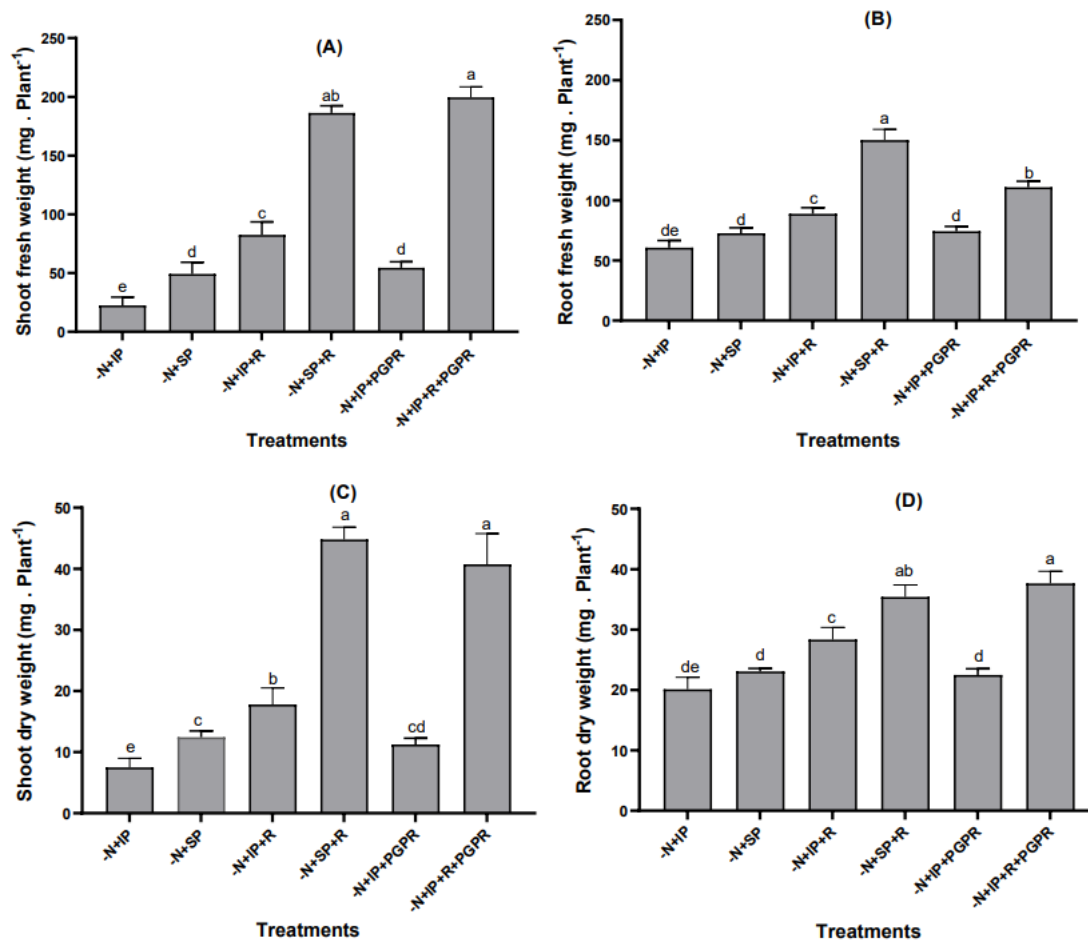 (A)
Shoot fresh weight (mg . Plant-1)
250
200
150
100
50
0
e
d
c
ab
d
a
-N+IP
-N+SP
-N+IP+R
-N+SP+R
-N+IP+PGPR
-N+IP+R+PGPR
Treatments
(B)
Root fresh weight (mg . Plant-1)
250
200
150
100
50
0
de
d
c
a
d
b
-N+IP
-N+SP
-N+IP+R
-N+SP+R
-N+IP+PGPR
-N+IP+R+PGPR
Treatments
(C)
Shoot dry weight (mg . Plant-1)
50
40
30
20
10
0
e
c
b
a
cd
a
-N+IP
-N+SP
-N+IP+R
-N+SP+R
-N+IP+PGPR
-N+IP+R+PGPR
Treatments
(D)
Root dry weight (mg . Plant-1)
50
40
30
20
10
0
de
d
c
ab
d
a
-N+IP
-N+SP
-N+IP+R
-N+SP+R
-N+IP+PGPR
-N+IP+R+PGPR
Treatments